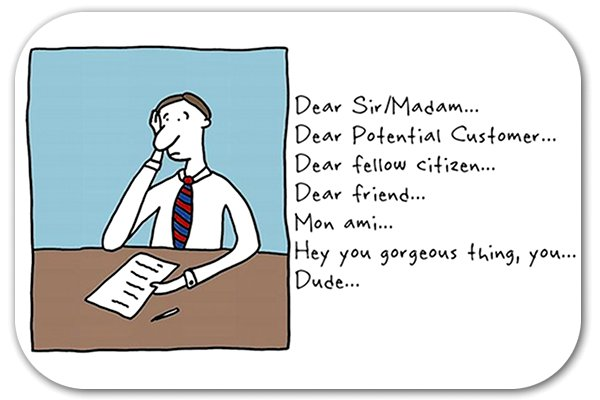 Dear Sir/Madam...
Dear Potential Customer...
Dear fellow citizen...
Dear friend...
Mon ami...
Hey you gorgeous thing, you...
Dude...